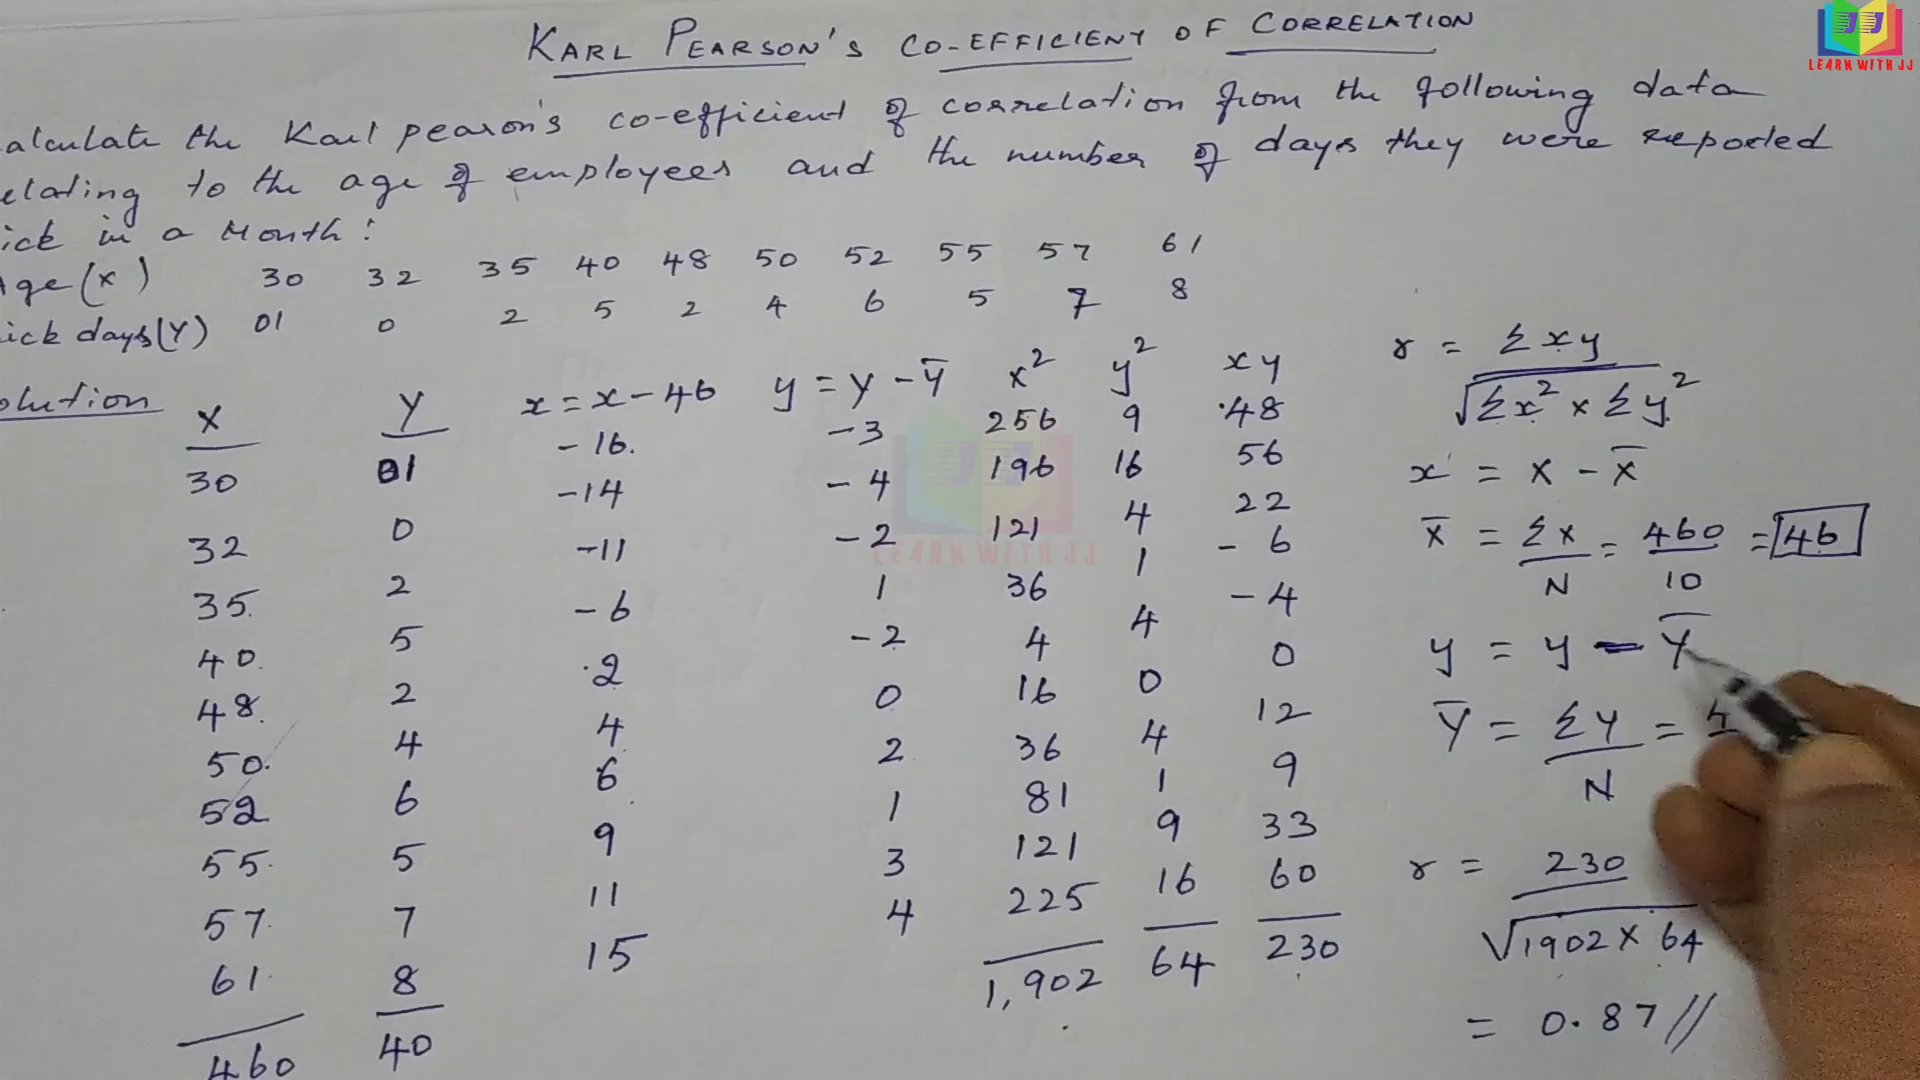 KARL PEARSON'S CO-EFFICIENT OF CORRELATION
LEARN WITH JJ
alculate the Karl pearson's co-efficient of correlation from the following data
elating to the age of employees and the number of days they were reported
ick in a Month:
Age(X) 30 32 35 40 48 50 52 55 57 61
ick days(Y) 01 0 2 5 2 4 6 5 7 8
olution
X Y x=x-46 y=Y-Ȳ x² y² xy
30 01 -16. -3 256 9 48
32 0 -14 -4 196 16 56
35. 2 -11 -2 121 4 22
40. 5 -6 1 36 1 -6
48. 2 2 -2 4 4 -4
50. 4 4 0 16 0 0
52 6 6 2 36 4 12
55. 5 9 1 81 1 9
57. 7 11 3 121 9 33
61. 8 15 4 225 16 60
460 40 1,902 64 230
LEARN WITH JJ
r = Σxy
√Σx² × Σy²
x = X - X̄
X̄ = ΣX/N = 460/10 = 46
y = y - Ȳ
Ȳ = ΣY/N = 4
r = 230
√1902 × 64
= 0.87//